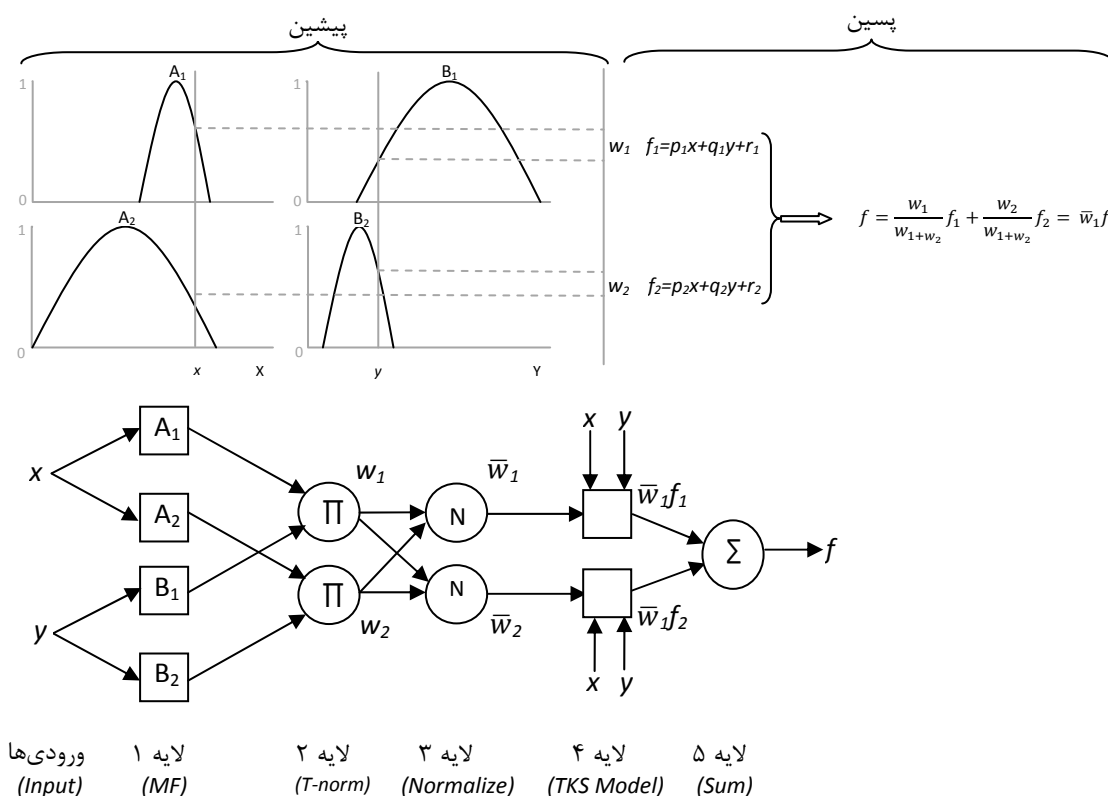 پیشین
پسین
A₁
B₁
1
1
0
0
w₁ f₁=p₁x+q₁y+r₁
f = w₁/w₁₊w₂ f₁ + w₂/w₁₊w₂ f₂ = w̅₁f
A₂
B₂
1
1
0
0
w₂ f₂=p₂x+q₂y+r₂
x X
y Y
x y
A₁
x
A₂
B₁
y
B₂
Π
Π
w₁
w₂
N
N
w̅₁
w̅₂
w̅₁f₁
w̅₁f₂
x y
Σ
f
ورودی‌ها
(Input)
لایه ۱
(MF)
لایه ۲
(T-norm)
لایه ۳
(Normalize)
لایه ۴
(TKS Model)
لایه ۵
(Sum)